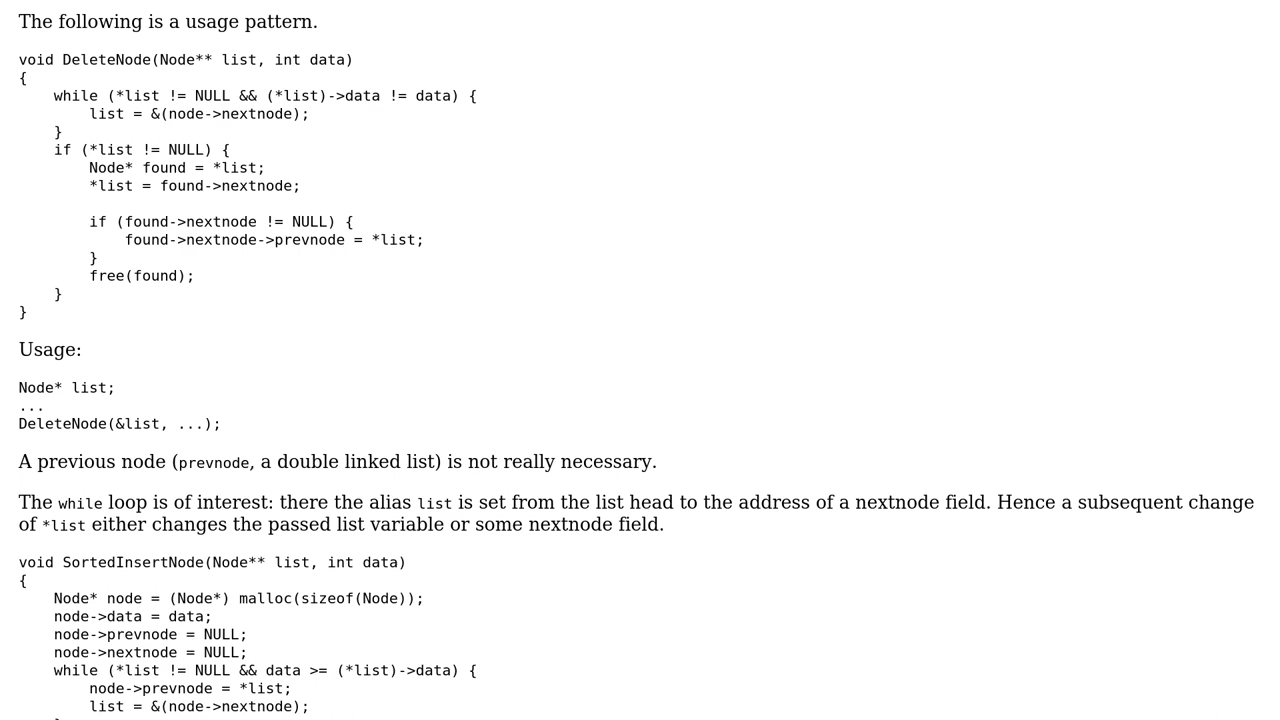 The following is a usage pattern.
void DeleteNode(Node** list, int data)
{
    while (*list != NULL && (*list)->data != data) {
        list = &(node->nextnode);
    }
    if (*list != NULL) {
        Node* found = *list;
        *list = found->nextnode;

        if (found->nextnode != NULL) {
            found->nextnode->prevnode = *list;
        }
        free(found);
    }
}
Usage:
Node* list;
...
DeleteNode(&list, ...);
A previous node (prevnode, a double linked list) is not really necessary.
The while loop is of interest: there the alias list is set from the list head to the address of a nextnode field. Hence a subsequent change
of *list either changes the passed list variable or some nextnode field.
void SortedInsertNode(Node** list, int data)
{
    Node* node = (Node*) malloc(sizeof(Node));
    node->data = data;
    node->prevnode = NULL;
    node->nextnode = NULL;
    while (*list != NULL && data >= (*list)->data) {
        node->prevnode = *list;
        list = &(node->nextnode);